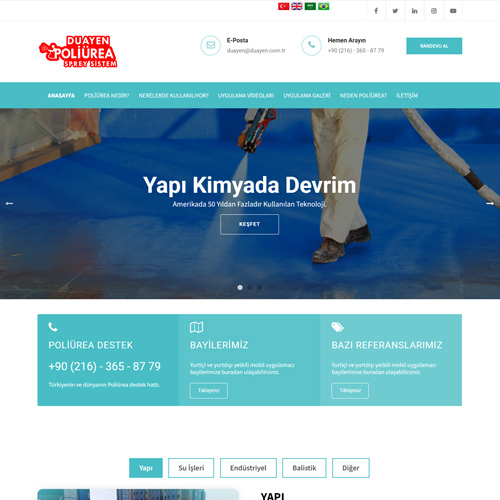 DUAYEN
POLİÜREA
SPREY SİSTEM
E-Posta
duayen@duayen.com.tr
Hemen Arayın
+90 (216) - 365 - 87 79
RANDEVU AL
ANASAYFA POLİÜREA NEDİR? NERELERDE KULLANILIYOR? UYGULAMA VİDEOLARI UYGULAMA GALERİ NEDEN POLİÜREA? İLETİŞİM
Yapı Kimyada Devrim
Amerikada 50 Yıldan Fazladır Kullanılan Teknoloji.
KEŞFET
POLİÜREA DESTEK
+90 (216) - 365 - 87 79
Türkiyenin ve dünyanın Poliürea destek hattı.
BAYİLERİMİZ
Yurtiçi ve yurtdışı yetkili mobil uygulamacı
bayilerimize buradan ulaşabilirsiniz.
Tıklayınız
BAZI REFERANSLARIMIZ
Yurtiçi ve yurtdışı yetkili mobil uygulamacı
bayilerimize buradan ulaşabilirsiniz.
Tıklayınız
Yapı Su İşleri Endüstriyel Balistik Diğer
YAPI